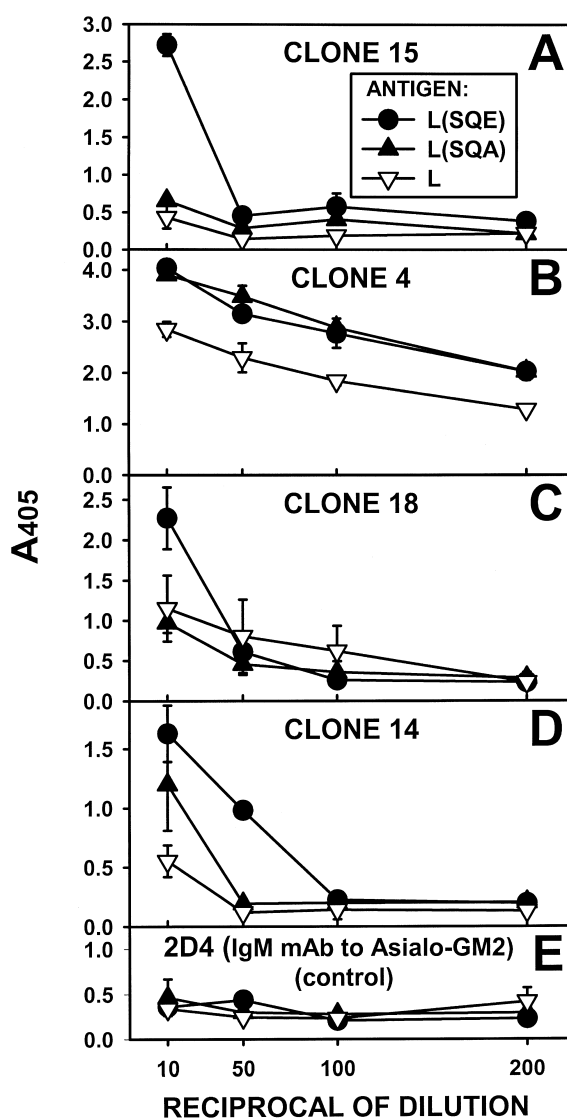 3.0
2.5
2.0
1.5
1.0
0.5
0.0
CLONE 15
A
ANTIGEN:
L(SQE)
L(SQA)
L
4.0
3.0
2.0
1.0
0.0
CLONE 4
B
2.5
2.0
1.5
1.0
0.5
0.0
CLONE 18
C
1.5
1.0
0.5
0.0
CLONE 14
D
1.0
0.5
0.0
2D4 (IgM mAb to Asialo-GM2)
(control)
E
A405
10 50 100 200
RECIPROCAL OF DILUTION